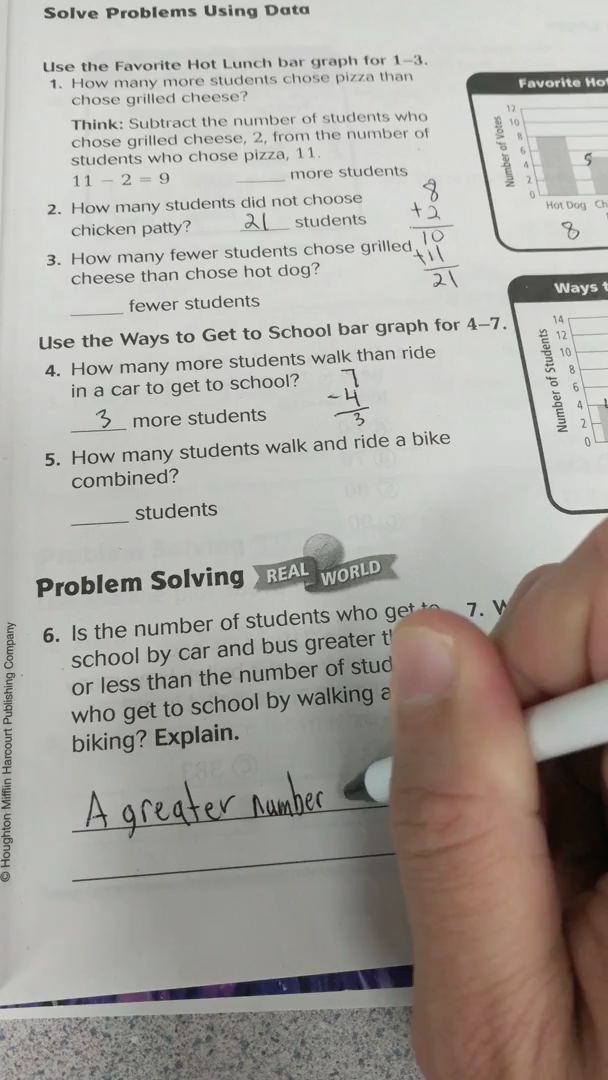 Solve Problems Using Data
Use the Favorite Hot Lunch bar graph for 1–3.
1. How many more students chose pizza than
chose grilled cheese?
Think: Subtract the number of students who
chose grilled cheese, 2, from the number of
students who chose pizza, 11.
11 − 2 = 9 ______ more students
2. How many students did not choose
chicken patty? 21 students
8
+2
10
+11
21
3. How many fewer students chose grilled
cheese than chose hot dog?
______ fewer students
Use the Ways to Get to School bar graph for 4–7.
4. How many more students walk than ride
in a car to get to school?
3 more students
7
-4
3
5. How many students walk and ride a bike
combined?
______ students
Problem Solving REAL WORLD
6. Is the number of students who get to
school by car and bus greater
or less than the number of
who get to school by walking
biking? Explain.
A greater number
7.
Favorite
Number of Votes
12
10
8
6
4
2
0
Hot Dog
8
Ways
Number of Students
14
12
10
8
6
4
2
0
© Houghton Mifflin Harcourt Publishing Company